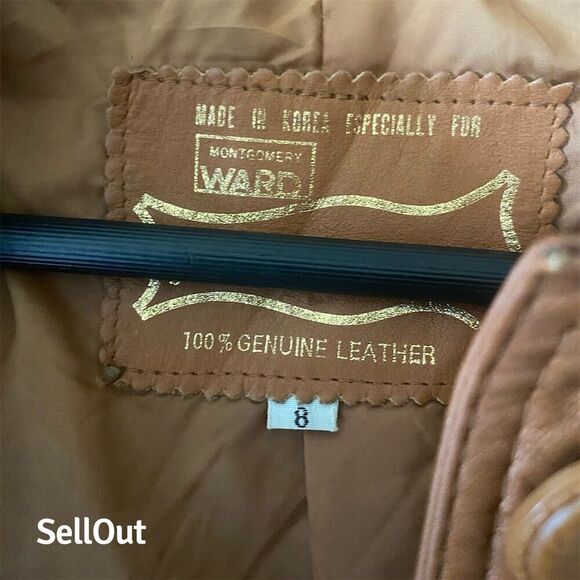 MADE IN KOREA ESPECIALLY FOR
MONTGOMERY
WARD
100% GENUINE LEATHER
8
SellOut